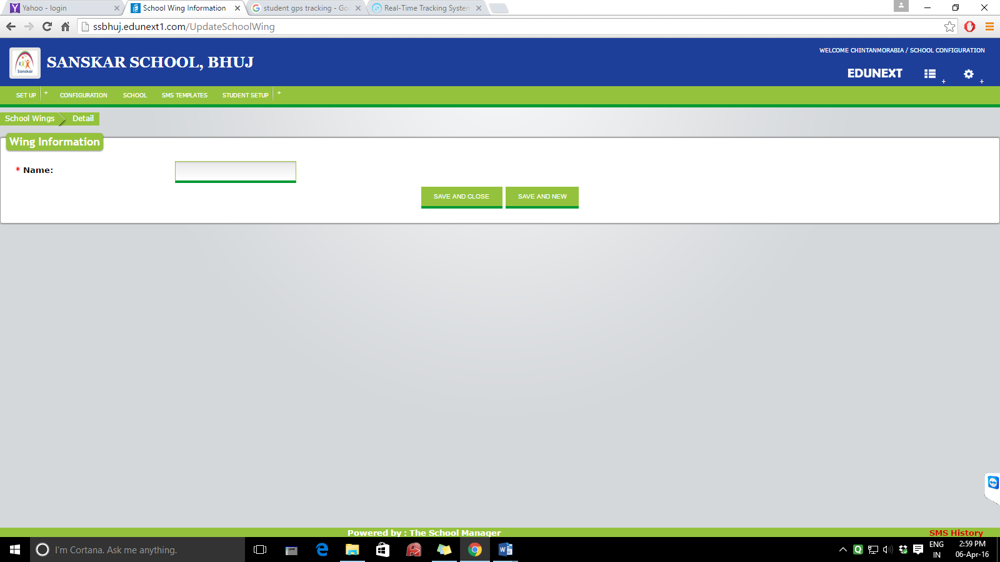 Yahoo - login
School Wing Information
student gps tracking - Go
Real-Time Tracking System
ssbhuj.edunext1.com/UpdateSchoolWing
Sanskar
SANSKAR SCHOOL, BHUJ
WELCOME CHINTANMORABIA / SCHOOL CONFIGURATION
EDUNEXT
+ +
SET UP + CONFIGURATION SCHOOL SMS TEMPLATES STUDENT SETUP +
School Wings Detail
Wing Information
* Name:
SAVE AND CLOSE SAVE AND NEW
Powered by : The School Manager
SMS History
I'm Cortana. Ask me anything.
ENG
IN
2:59 PM
06-Apr-16